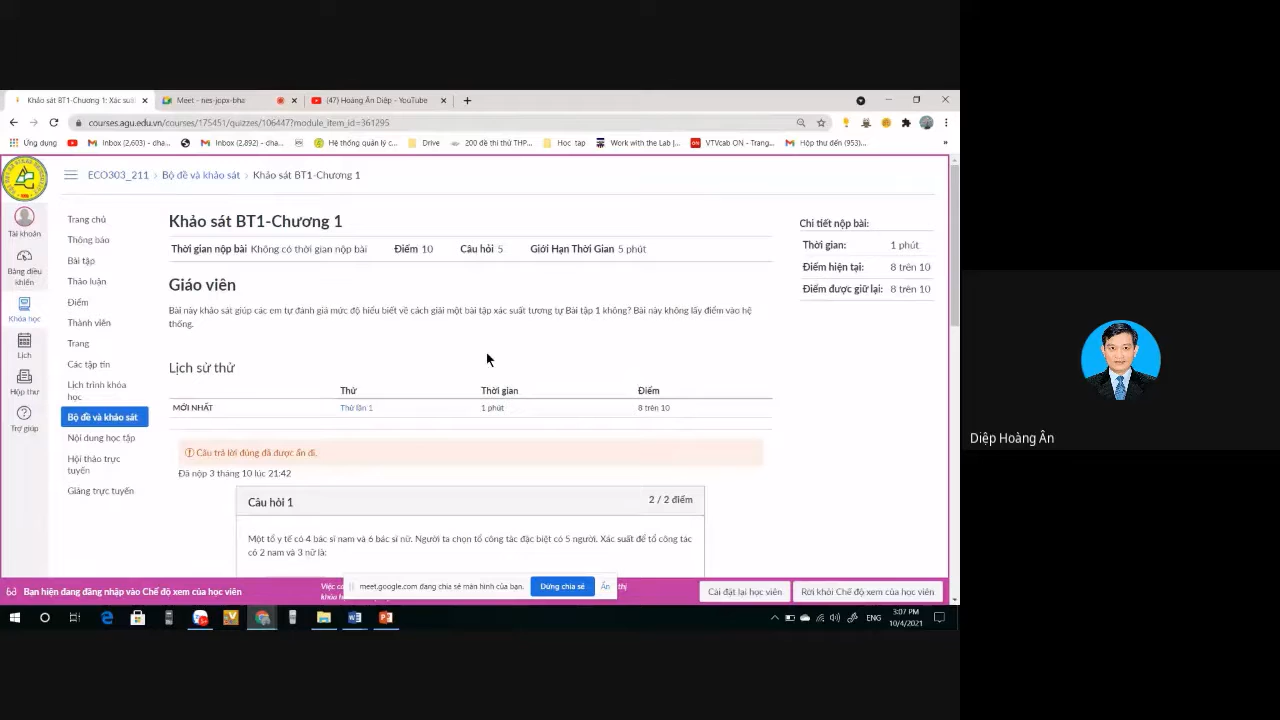 Khảo sát BT1-Chương 1: Xác suấ
Meet - nes-jopx-bha
(47) Hoàng Ân Diệp - YouTube
courses.agu.edu.vn/courses/175451/quizzes/106447?module_item_id=361295
Ứng dụng
Inbox (2,603) - dha...
Inbox (2,892) - dha...
Hệ thống quản lý c...
Drive
200 đề thi thử THP...
Học tập
Work with the Lab |...
VTVcab ON - Trang...
Hộp thư đến (953)...
»
ECO303_211 › Bộ đề và khảo sát › Khảo sát BT1-Chương 1
Tài khoản
Bảng điều khiển
Khóa học
Lịch
Hộp thư
Trợ giúp
Trang chủ
Thông báo
Bài tập
Thảo luận
Điểm
Thành viên
Trang
Các tập tin
Lịch trình khóa
học
Bộ đề và khảo sát
Nội dung học tập
Hội thảo trực
tuyến
Giảng trực tuyến
Khảo sát BT1-Chương 1
Thời gian nộp bài Không có thời gian nộp bài Điểm 10 Câu hỏi 5 Giới Hạn Thời Gian 5 phút
Giáo viên
Bài này khảo sát giúp các em tự đánh giá mức độ hiểu biết về cách giải một bài tập xác suất tương tự Bài tập 1 không? Bài này không lấy điểm vào hệ
thống.
Lịch sử thử
Thử Thời gian Điểm
MỚI NHẤT Thử lần 1 1 phút 8 trên 10
Câu trả lời đúng đã được ẩn đi.
Đã nộp 3 tháng 10 lúc 21:42
Câu hỏi 1 2 / 2 điểm
Một tổ y tế có 4 bác sĩ nam và 6 bác sĩ nữ. Người ta chọn tổ công tác đặc biệt có 5 người. Xác suất để tổ công tác
có 2 nam và 3 nữ là:
Chi tiết nộp bài:
Thời gian: 1 phút
Điểm hiện tại: 8 trên 10
Điểm được giữ lại: 8 trên 10
Bạn hiện đang đăng nhập vào Chế độ xem của học viên
meet.google.com đang chia sẻ màn hình của bạn.
Dừng chia sẻ
Ẩn
Cài đặt lại học viên
Rời khỏi Chế độ xem của học viên
ENG
3:07 PM
10/4/2021
Diệp Hoàng Ân